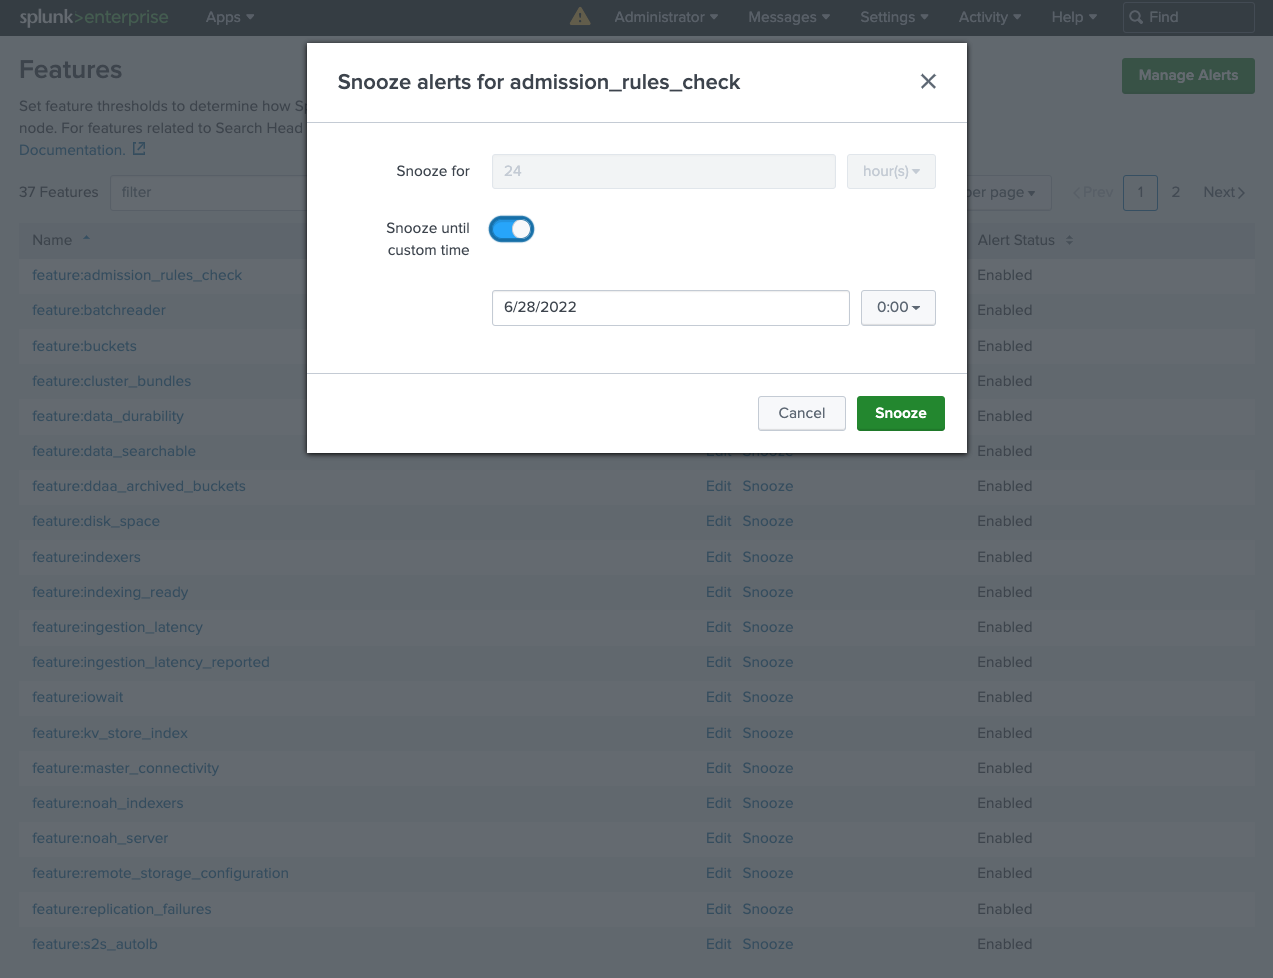 splunk>enterprise Apps Administrator Messages Settings Activity Help Find
Features
Manage Alerts
Set feature thresholds to determine how
node. For features related to Search Head
Documentation.
37 Features filter per page < Prev 1 2 Next >
Name Alert Status
Snooze alerts for admission_rules_check
Snooze for 24 hour(s)
Snooze until
custom time
6/28/2022 0:00
Cancel Snooze
feature:admission_rules_check Enabled
feature:batchreader Enabled
feature:buckets Enabled
feature:cluster_bundles Enabled
feature:data_durability Enabled
feature:data_searchable Edit Snooze Enabled
feature:ddaa_archived_buckets Edit Snooze Enabled
feature:disk_space Edit Snooze Enabled
feature:indexers Edit Snooze Enabled
feature:indexing_ready Edit Snooze Enabled
feature:ingestion_latency Edit Snooze Enabled
feature:ingestion_latency_reported Edit Snooze Enabled
feature:iowait Edit Snooze Enabled
feature:kv_store_index Edit Snooze Enabled
feature:master_connectivity Edit Snooze Enabled
feature:noah_indexers Edit Snooze Enabled
feature:noah_server Edit Snooze Enabled
feature:remote_storage_configuration Edit Snooze Enabled
feature:replication_failures Edit Snooze Enabled
feature:s2s_autolb Edit Snooze Enabled